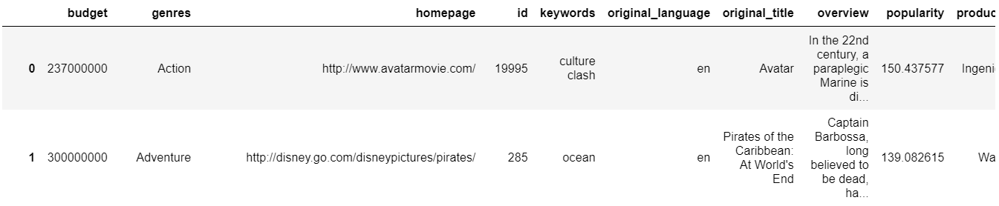 budget genres homepage id keywords original_language original_title overview popularity produc
0 237000000 Action http://www.avatarmovie.com/ 19995 culture clash en Avatar In the 22nd century, a paraplegic Marine is di... 150.437577 Ingeni
1 300000000 Adventure http://disney.go.com/disneypictures/pirates/ 285 ocean en Pirates of the Caribbean: At World's End Captain Barbossa, long believed to be dead, ha... 139.082615 Wa